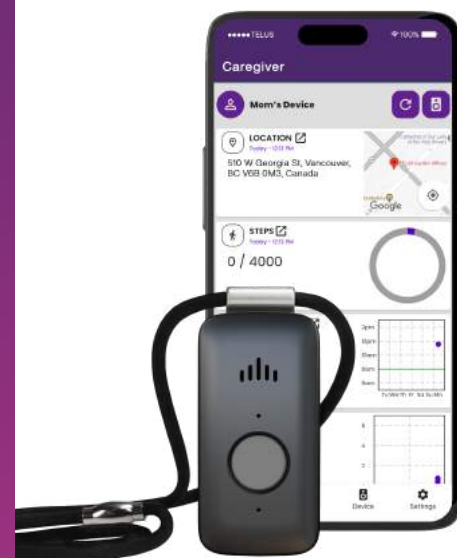 TELUS
100%
Caregiver
Mom's Device
LOCATION
Today - 12:13 PM
510 W Georgia St, Vancouver,
BC V6B 0M3, Canada
Google
STEPS
Today - 12:13 PM
0 / 4000
Device
Settings